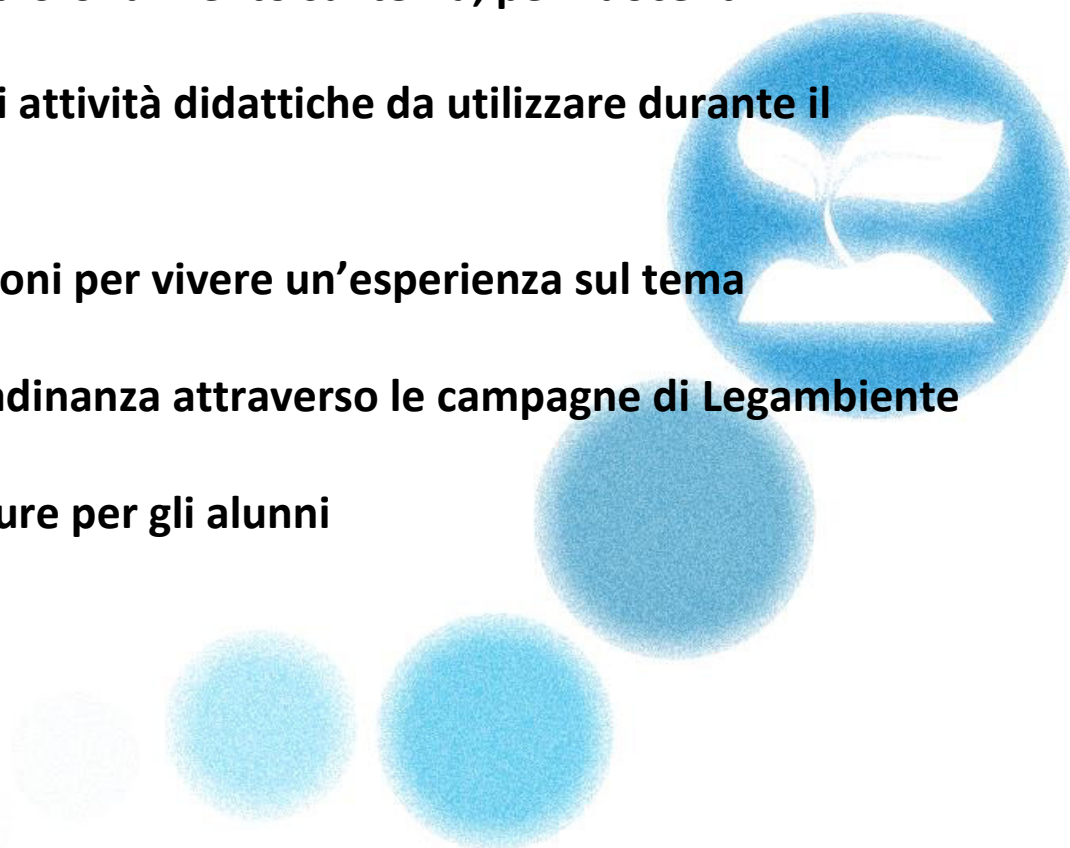 i attività didattiche da utilizzare durante il
oni per vivere un’esperienza sul tema
adinanza attraverso le campagne di Legambiente
ure per gli alunni